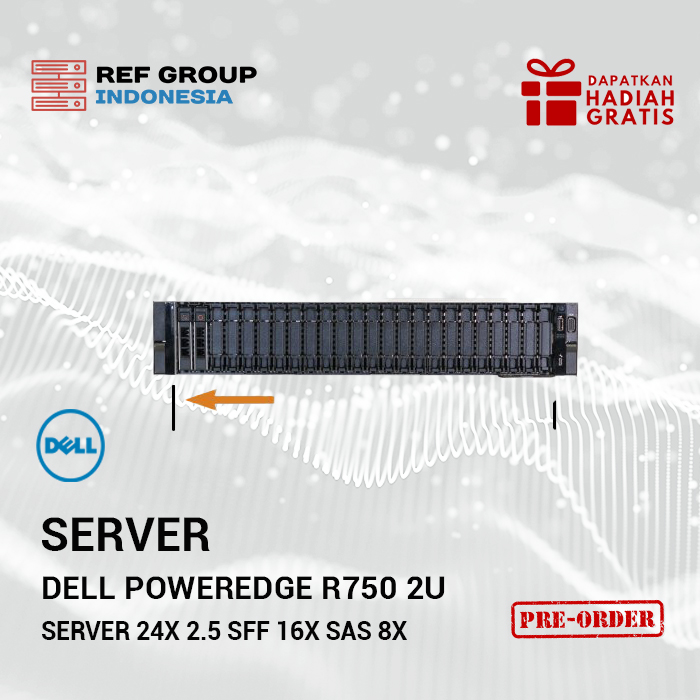 REF GROUP
INDONESIA
DAPATKAN
HADIAH
GRATIS
DELL
SERVER
DELL POWEREDGE R750 2U
SERVER 24X 2.5 SFF 16X SAS 8X
PRE-ORDER